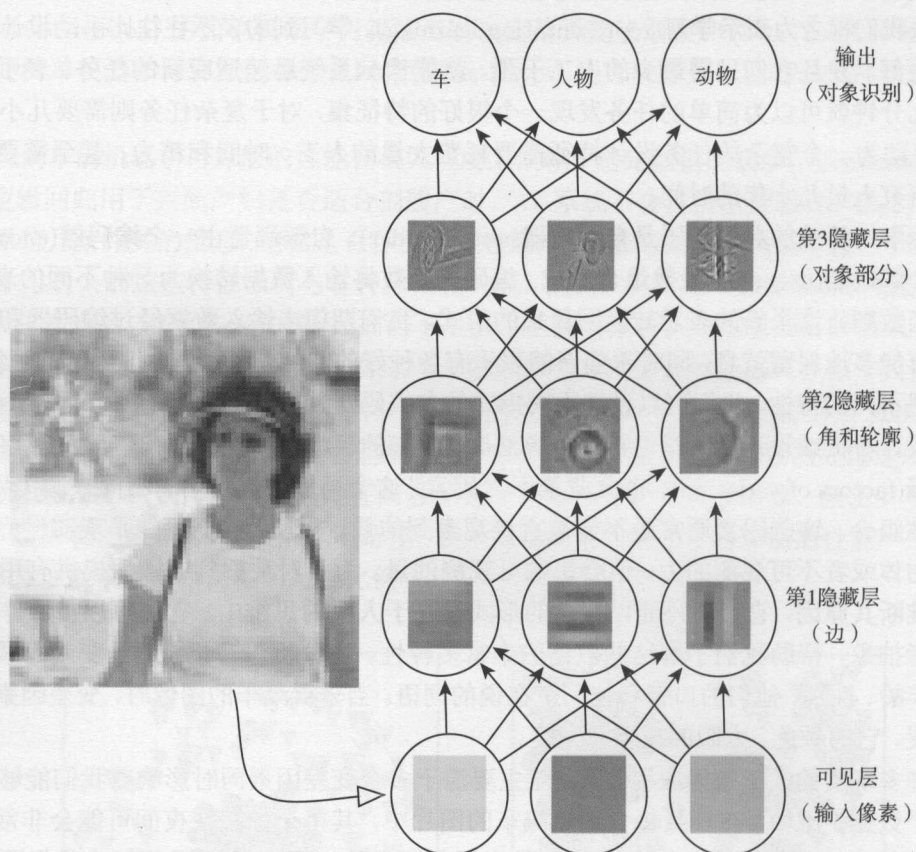 车
人物
动物
输出
（对象识别）
第3隐藏层
（对象部分）
第2隐藏层
（角和轮廓）
第1隐藏层
（边）
可见层
（输入像素）